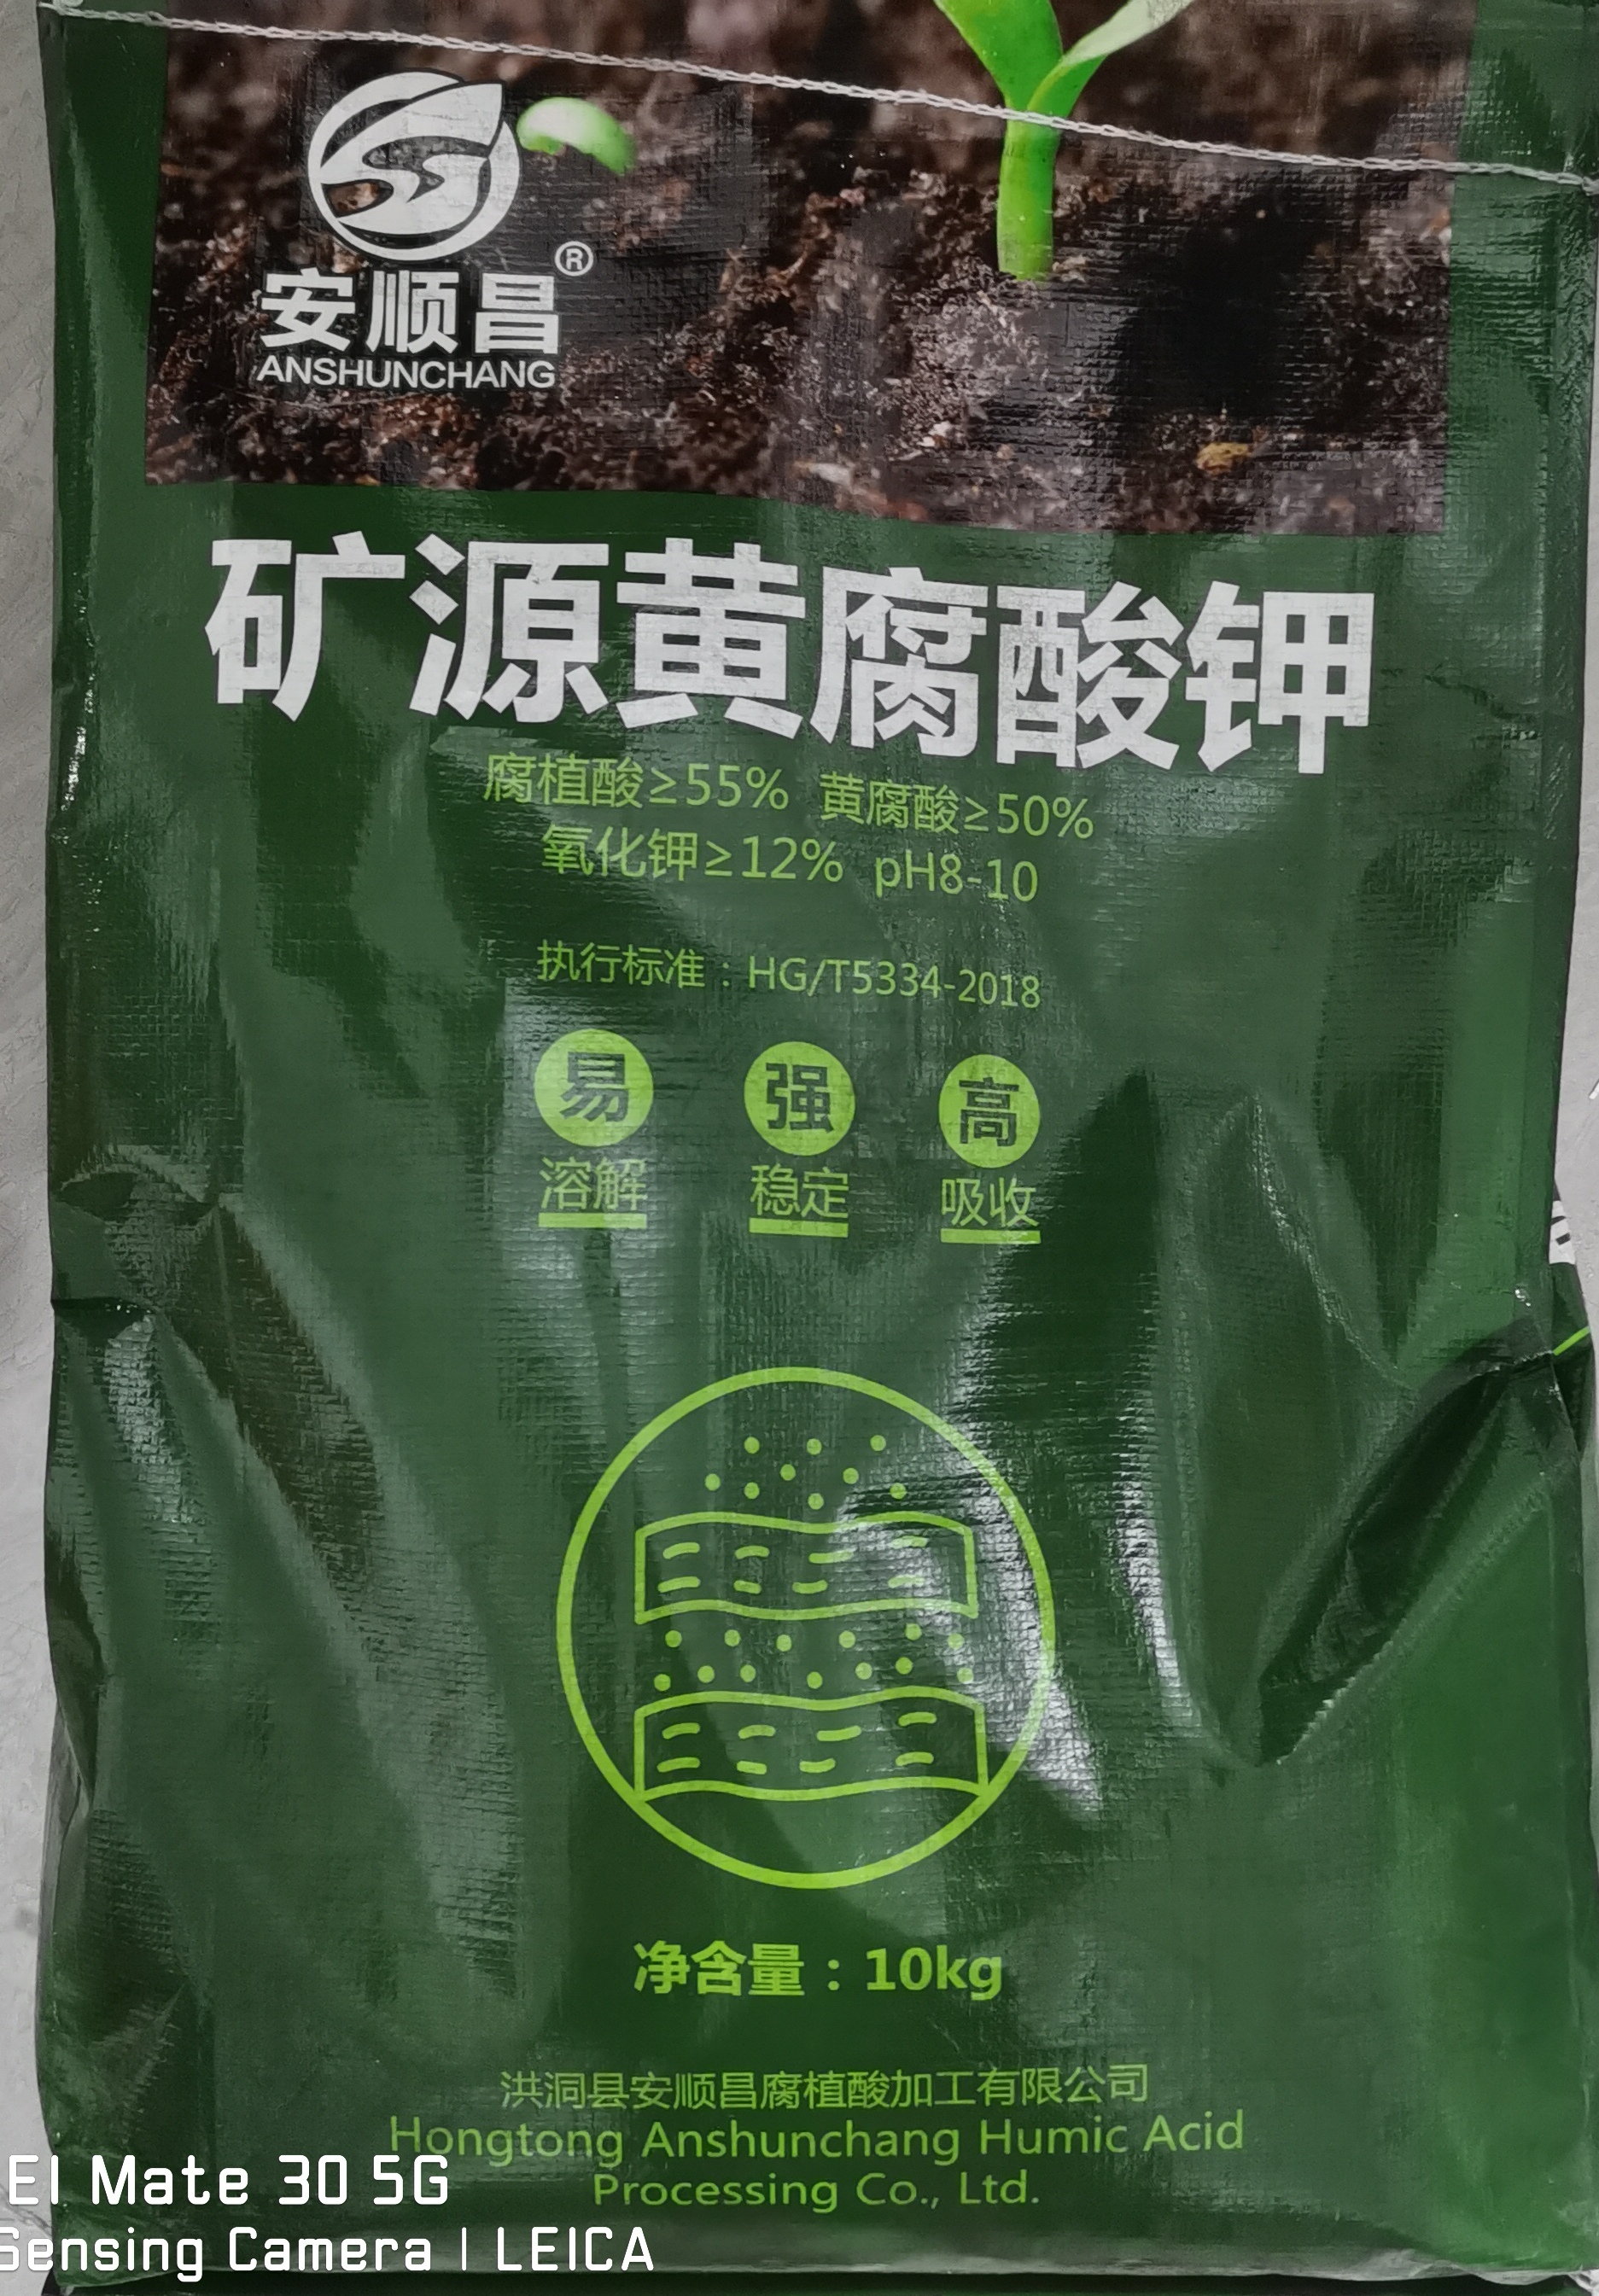 安顺昌®
ANSHUNCHANG
矿源黄腐酸钾
腐植酸≥55% 黄腐酸≥50%
氧化钾≥12% pH8-10
执行标准：HG/T5334-2018
易 强 高
溶解 稳定 吸收
净含量：10kg
洪洞县安顺昌腐植酸加工有限公司
Hongtong Anshunchang Humic Acid
Processing Co., Ltd.
EI Mate 30 5G
Sensing Camera | LEICA